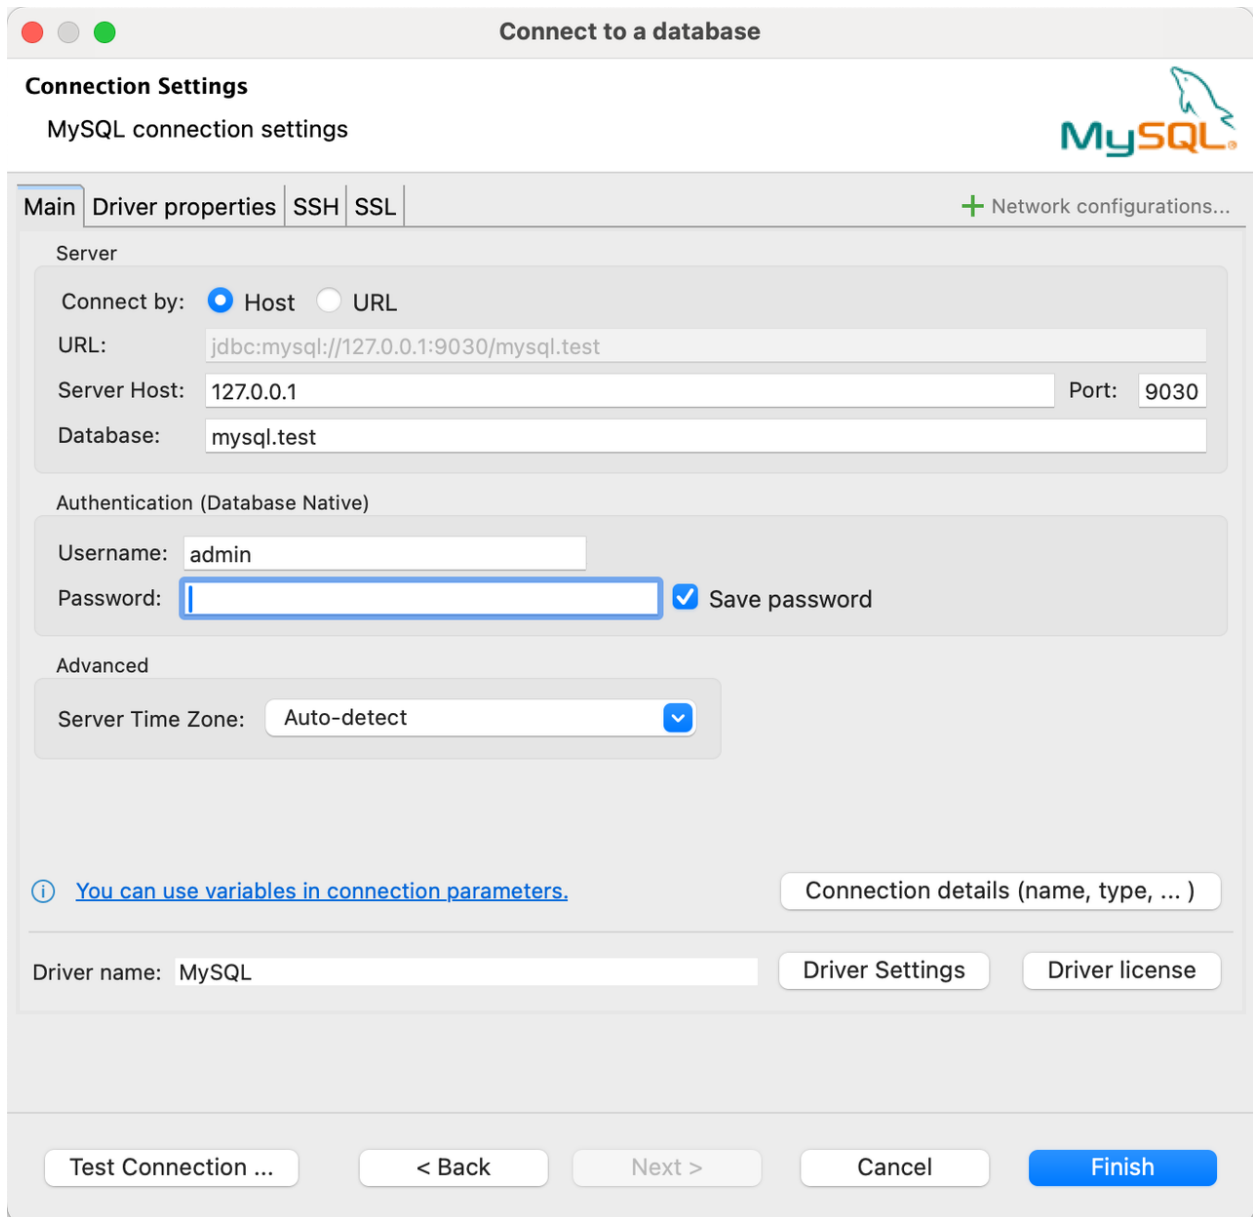 Connect to a database
Connection Settings
MySQL connection settings
MySQL®
Main Driver properties SSH SSL Network configurations...
Server
Connect by: Host URL
URL: jdbc:mysql://127.0.0.1:9030/mysql.test
Server Host: 127.0.0.1 Port: 9030
Database: mysql.test
Authentication (Database Native)
Username: admin
Password: Save password
Advanced
Server Time Zone: Auto-detect
You can use variables in connection parameters. Connection details (name, type, ... )
Driver name: MySQL Driver Settings Driver license
Test Connection ... < Back Next > Cancel Finish